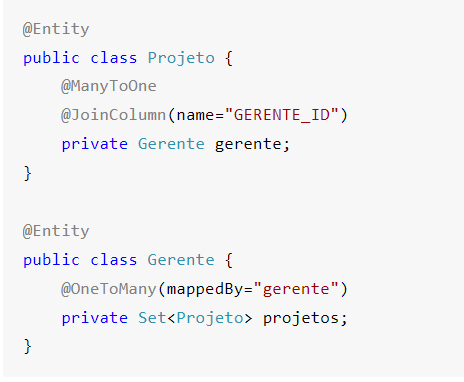 @Entity
public class Projeto {
    @ManyToOne
    @JoinColumn(name="GERENTE_ID")
    private Gerente gerente;
}

@Entity
public class Gerente {
    @OneToMany(mappedBy="gerente")
    private Set<Projeto> projetos;
}